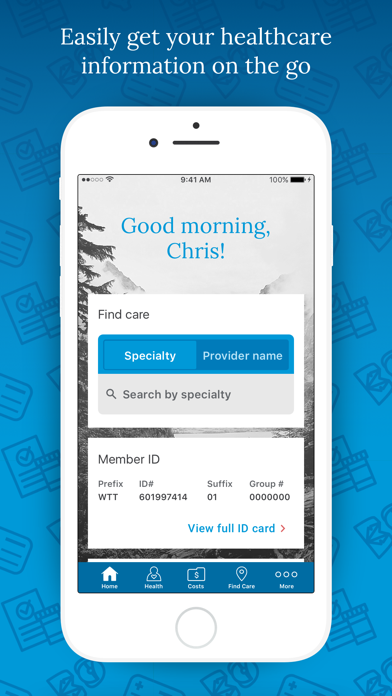 Easily get your healthcare
information on the go
9:41 AM
100%
Good morning,
Chris!
Find care
Specialty Provider name
Search by specialty
Member ID
Prefix ID# Suffix Group #
WTT 601997414 01 0000000
View full ID card
Home Health Costs Find Care More